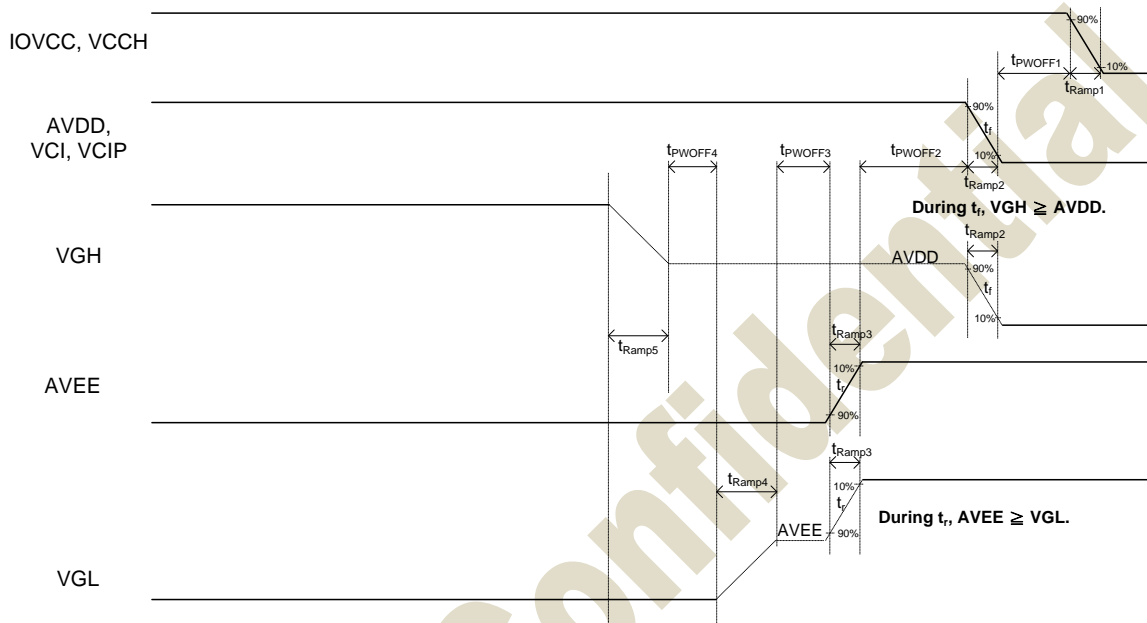 IOVCC, VCCH
90%
10%
tPWOFF1
tRamp1
AVDD,
VCI, VCIP
90%
tf
10%
tPWOFF4
tPWOFF3
tPWOFF2
tRamp2
During tf, VGH ≧ AVDD.
VGH
tRamp2
AVDD
90%
tf
10%
tRamp5
tRamp3
AVEE
10%
tr
90%
tRamp3
tRamp4
10%
tr
90%
AVEE
During tr, AVEE ≧ VGL.
VGL
Confidential